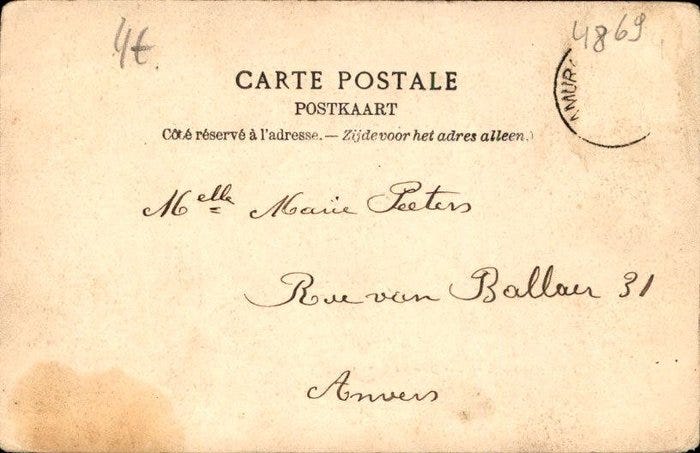 4€ 4869
CARTE POSTALE
POSTKAART
Côté réservé à l'adresse. — Zijde voor het adres alleen.
Melle Marie Peeters
Rue van Ballaer 31
Anvers